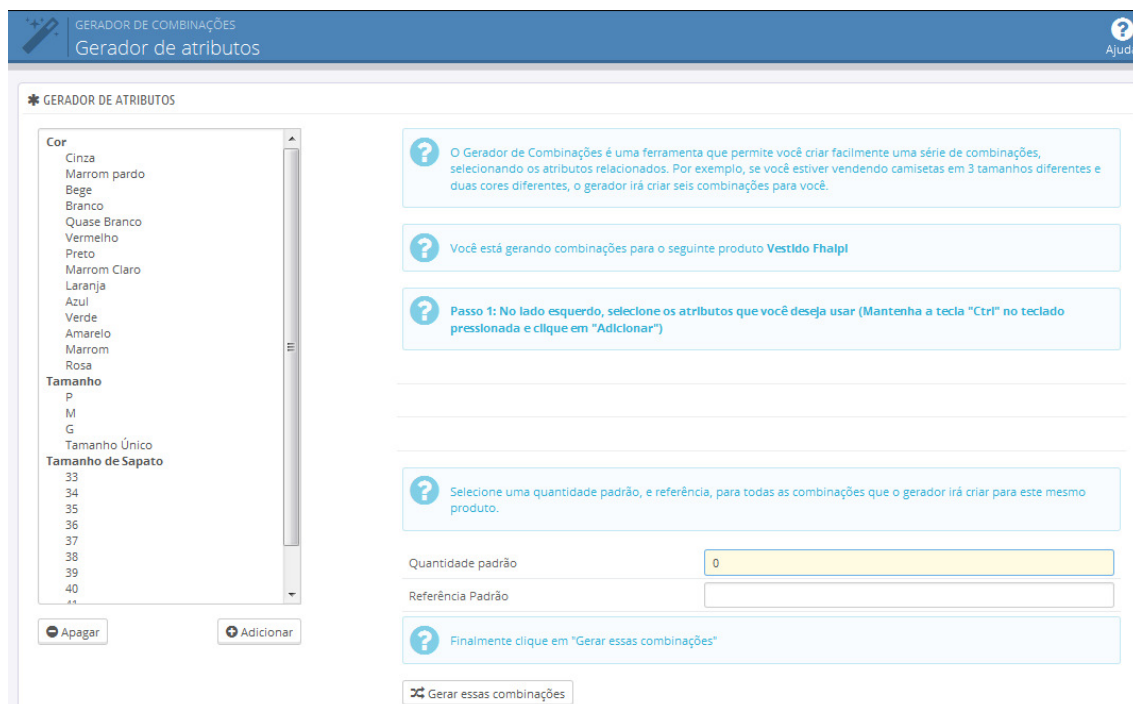 GERADOR DE COMBINAÇÕES
Gerador de atributos
Ajuda
GERADOR DE ATRIBUTOS
Cor
Cinza
Marrom pardo
Bege
Branco
Quase Branco
Vermelho
Preto
Marrom Claro
Laranja
Azul
Verde
Amarelo
Marrom
Rosa
Tamanho
P
M
G
Tamanho Único
Tamanho de Sapato
33
34
35
36
37
38
39
40
41
Apagar
Adicionar
O Gerador de Combinações é uma ferramenta que permite você criar facilmente uma série de combinações,
selecionando os atributos relacionados. Por exemplo, se você estiver vendendo camisetas em 3 tamanhos diferentes e
duas cores diferentes, o gerador irá criar seis combinações para você.
Você está gerando combinações para o seguinte produto Vestido Fhaipi
Passo 1: No lado esquerdo, selecione os atributos que você deseja usar (Mantenha a tecla "Ctrl" no teclado
pressionada e clique em "Adicionar")
Selecione uma quantidade padrão, e referência, para todas as combinações que o gerador irá criar para este mesmo
produto.
Quantidade padrão
0
Referência Padrão
Finalmente clique em "Gerar essas combinações"
Gerar essas combinações